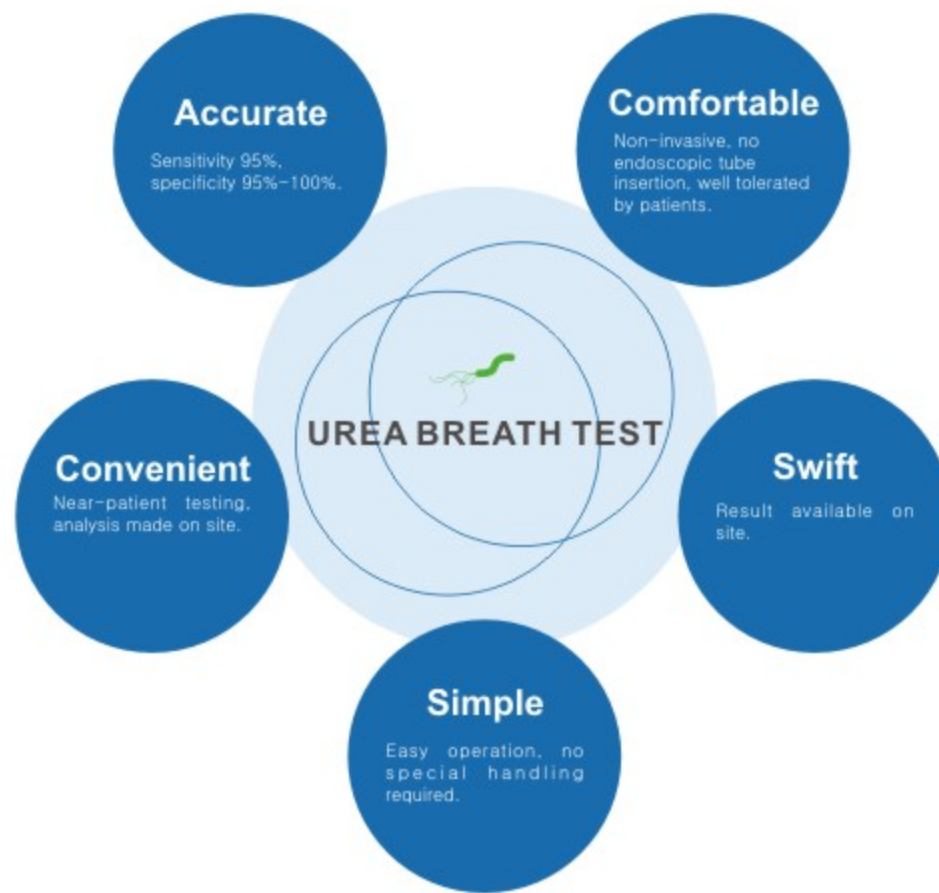 Accurate
Sensitivity 95%,
specificity 95%-100%.
Comfortable
Non-invasive, no
endoscopic tube
insertion, well tolerated
by patients.
UREA BREATH TEST
Convenient
Near-patient testing,
analysis made on site.
Swift
Result available on
site.
Simple
Easy operation, no
special handling
required.